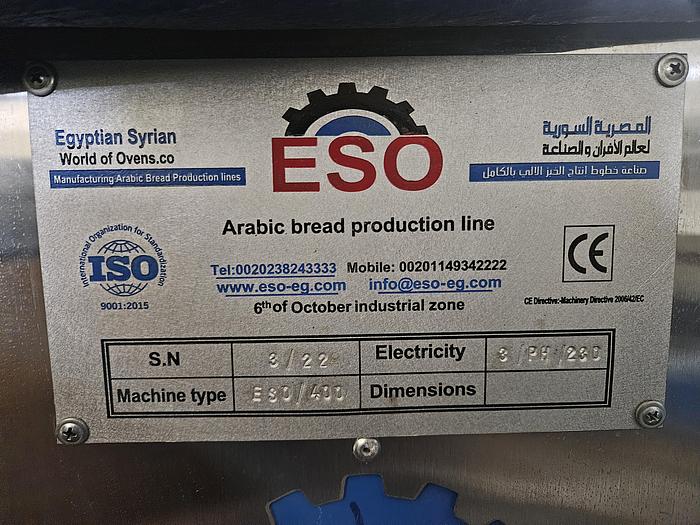 Egyptian Syrian
World of Ovens.co
Manufacturing Arabic Bread Production lines
ESO
المصرية السورية
لعالم الأفران والصناعة
صناعة خطوط انتاج الخبز الالي بالكامل
Arabic bread production line
International Organization for Standardization
ISO
9001:2015
Tel:0020238243333 Mobile: 00201149342222
www.eso-eg.com info@eso-eg.com
6th of October industrial zone
CE
CE Directive:-Machinery Directive 2006/42/EC
S.N 3/22 Electricity 3/PH/230
Machine type ESO/400 Dimensions